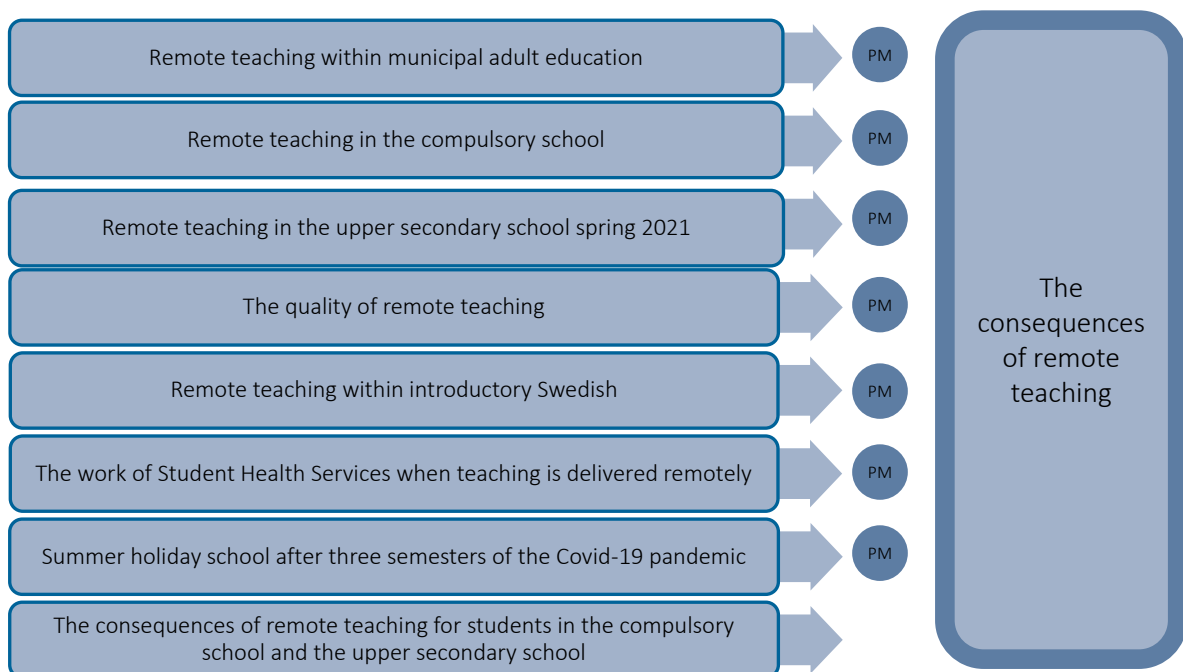 Remote teaching within municipal adult education
PM
Remote teaching in the compulsory school
PM
Remote teaching in the upper secondary school spring 2021
PM
The quality of remote teaching
PM
Remote teaching within introductory Swedish
PM
The work of Student Health Services when teaching is delivered remotely
PM
Summer holiday school after three semesters of the Covid-19 pandemic
PM
The consequences of remote teaching for students in the compulsory
school and the upper secondary school
The
consequences
of remote
teaching